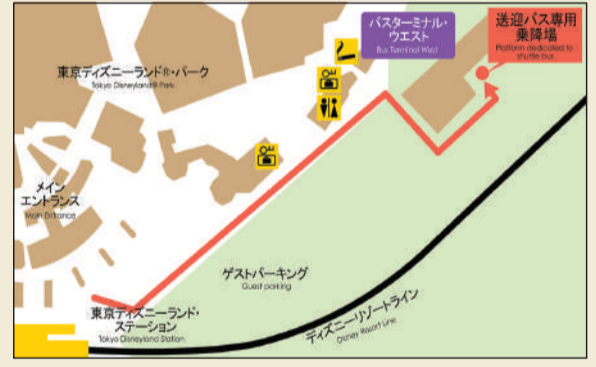 バスターミナル・
ウエスト
Bus Terminal West
送迎バス専用
乗降場
Platform dedicated to
shuttle bus
東京ディズニーランド®・パーク
Tokyo Disneyland® Park
メイン
エントランス
Main Entrance
ゲストパーキング
Guest parking
東京ディズニーランド・
ステーション
Tokyo Disneyland Station
ディズニーリゾートライン
Disney Resort Line